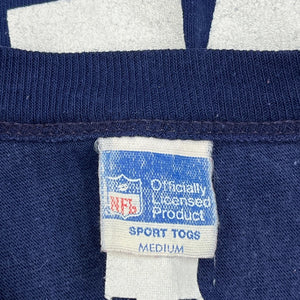 NFL
Officially
Licensed
Product
SPORT TOGS
MEDIUM